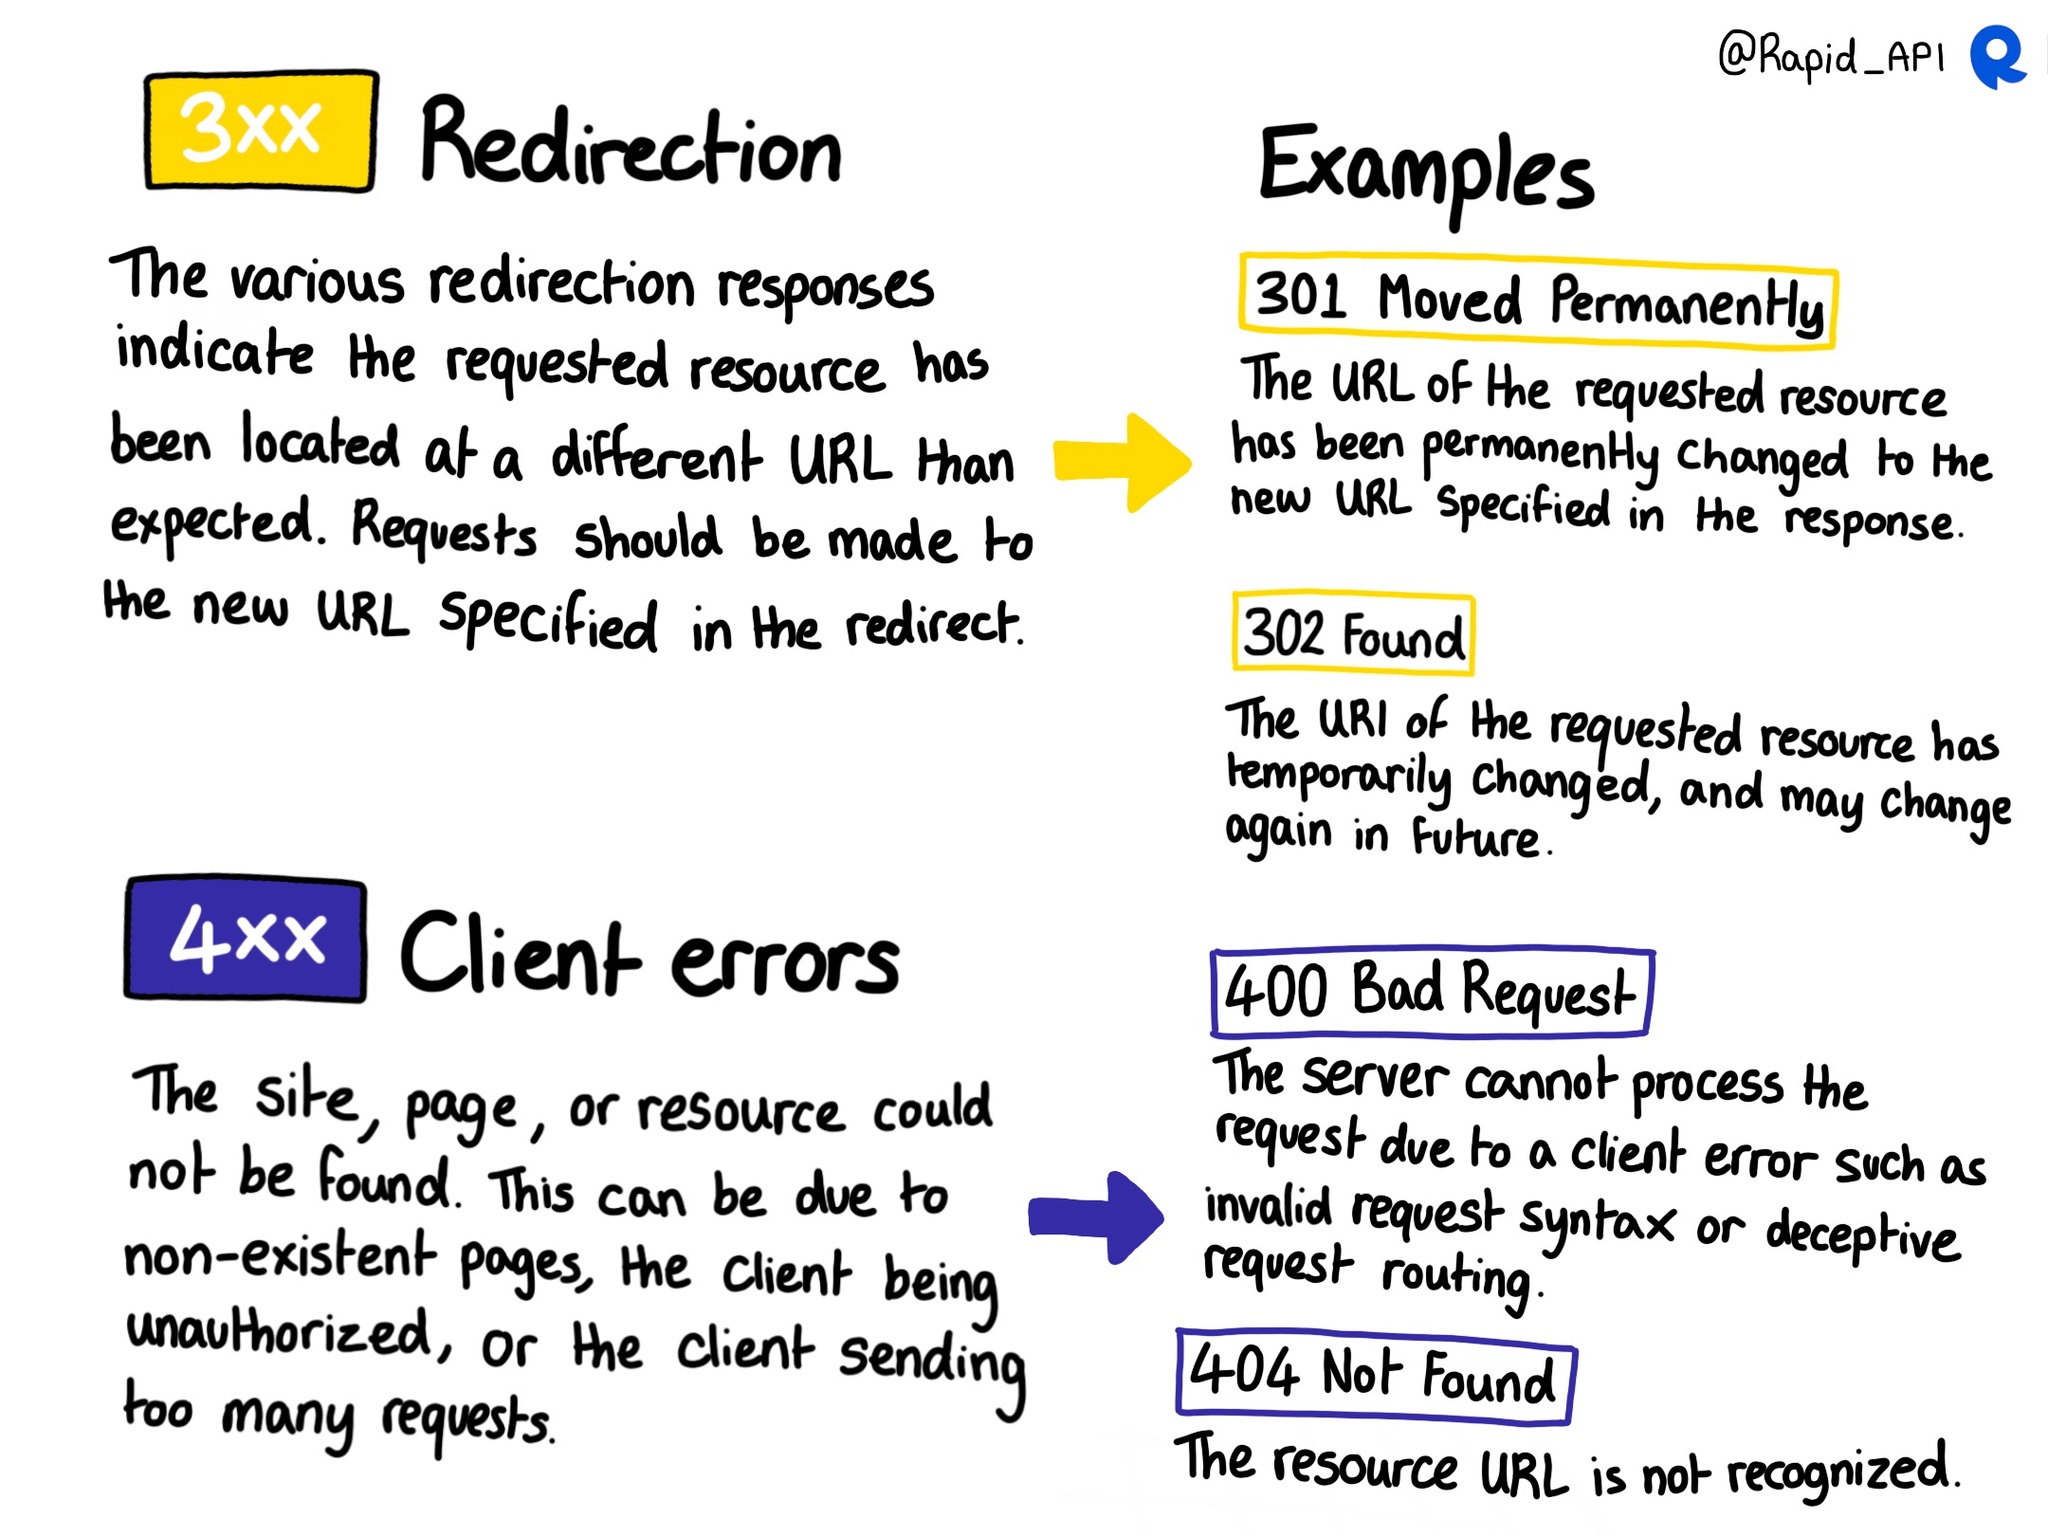 @Rapid_API
3xx Redirection
The various redirection responses
indicate the requested resource has
been located at a different URL than
expected. Requests should be made to
the new URL specified in the redirect.
Examples
301 Moved Permanently
The URL of the requested resource
has been permanently changed to the
new URL specified in the response.
302 Found
The URI of the requested resource has
temporarily changed, and may change
again in future.
4xx Client errors
The site, page, or resource could
not be found. This can be due to
non-existent pages, the client being
unauthorized, or the client sending
too many requests.
400 Bad Request
The server cannot process the
request due to a client error such as
invalid request syntax or deceptive
request routing.
404 Not Found
The resource URL is not recognized.